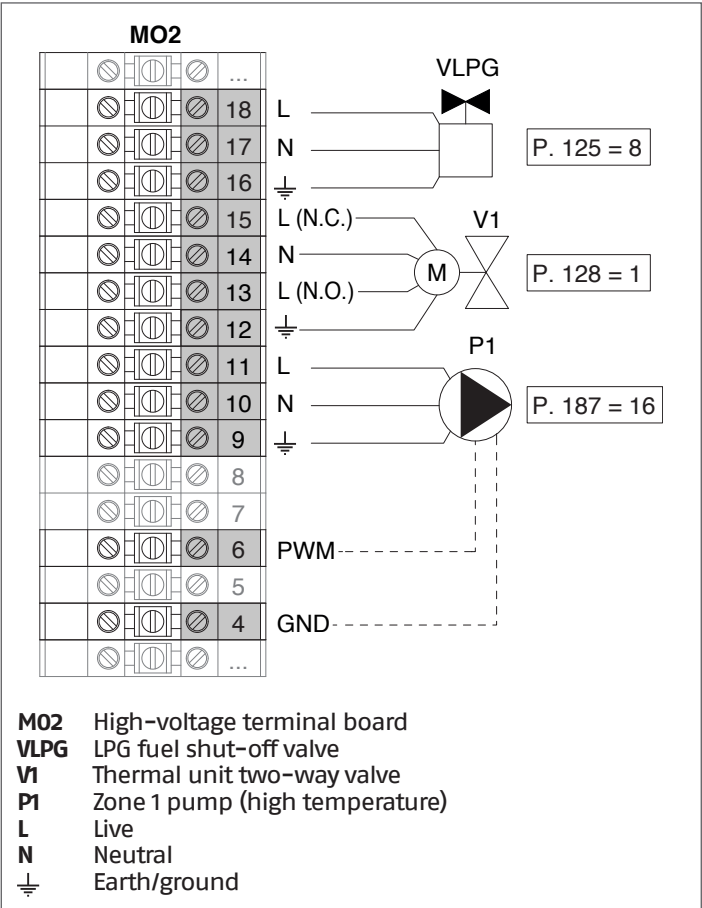 MO2
...
18 L
VLPG
17 N
P. 125 = 8
16 ⏚
15 L (N.C.)
V1
14 N
M
P. 128 = 1
13 L (N.O.)
12 ⏚
P1
11 L
10 N
P. 187 = 16
9 ⏚
8
7
6 PWM
5
4 GND
...
M02 High-voltage terminal board
VLPG LPG fuel shut-off valve
V1 Thermal unit two-way valve
P1 Zone 1 pump (high temperature)
L Live
N Neutral
⏚ Earth/ground